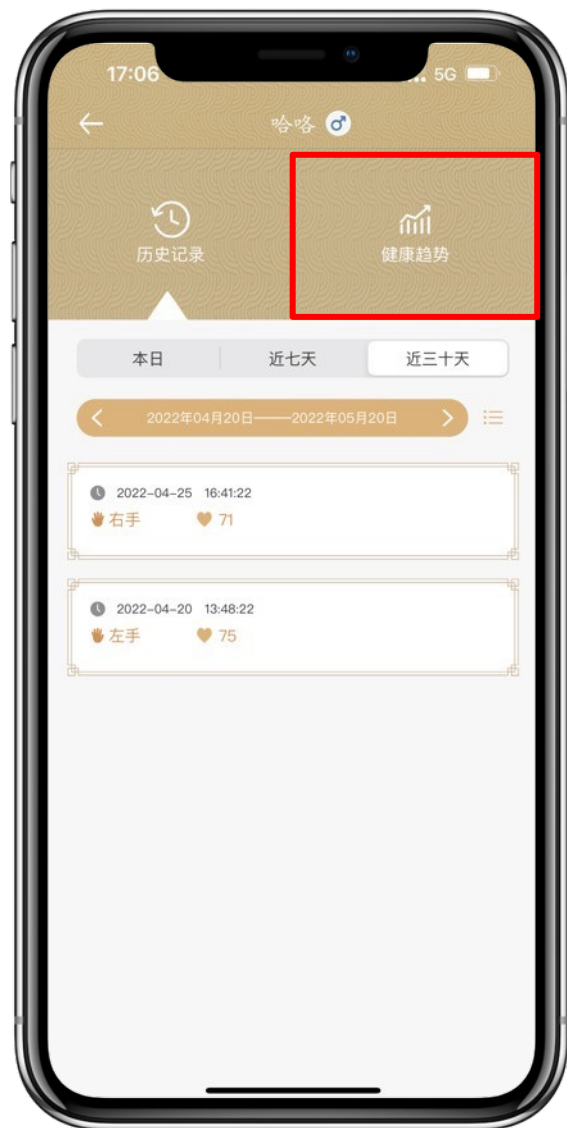 17:06 5G
哈咯
历史记录 健康趋势
本日 近七天 近三十天
2022年04月20日——2022年05月20日
2022-04-25 16:41:22
右手 71
2022-04-20 13:48:22
左手 75